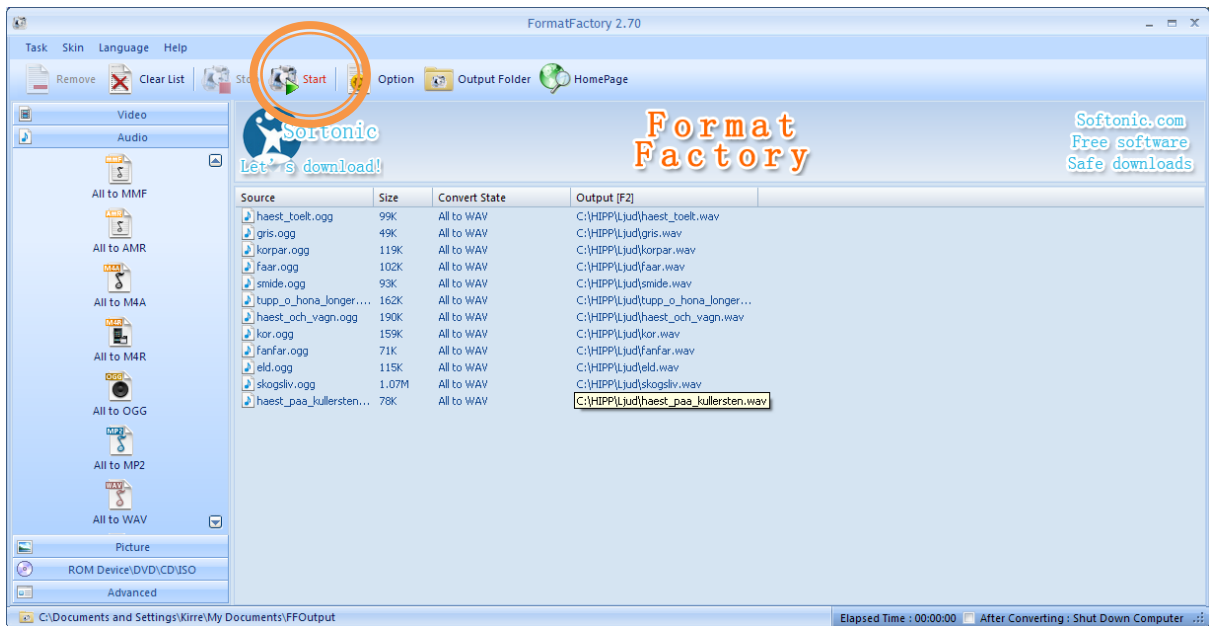 FormatFactory 2.70
Task Skin Language Help
Remove Clear List Start Option Output Folder HomePage
Video
Audio
All to MMF
All to AMR
All to M4A
All to M4R
All to OGG
All to MP2
All to WAV
Picture
ROM Device\DVD\CD\ISO
Advanced
Softonic
Let's download!
Format
Factory
Softonic.com
Free software
Safe downloads
Source Size Convert State Output [F2]
haest_toelt.ogg 99K All to WAV C:\HIPP\Ljud\haest_toelt.wav
gris.ogg 49K All to WAV C:\HIPP\Ljud\gris.wav
korpar.ogg 119K All to WAV C:\HIPP\Ljud\korpar.wav
faar.ogg 102K All to WAV C:\HIPP\Ljud\faar.wav
smide.ogg 93K All to WAV C:\HIPP\Ljud\smide.wav
tupp_o_hona_longer.... 162K All to WAV C:\HIPP\Ljud\tupp_o_hona_longer...
haest_och_vagn.ogg 190K All to WAV C:\HIPP\Ljud\haest_och_vagn.wav
kor.ogg 159K All to WAV C:\HIPP\Ljud\kor.wav
fanfar.ogg 71K All to WAV C:\HIPP\Ljud\fanfar.wav
eld.ogg 115K All to WAV C:\HIPP\Ljud\eld.wav
skogsliv.ogg 1.07M All to WAV C:\HIPP\Ljud\skogsliv.wav
haest_paa_kullersten... 78K All to WAV C:\HIPP\Ljud\haest_paa_kullersten.wav
C:\Documents and Settings\Kirre\My Documents\FFOutput
Elapsed Time : 00:00:00 After Converting : Shut Down Computer